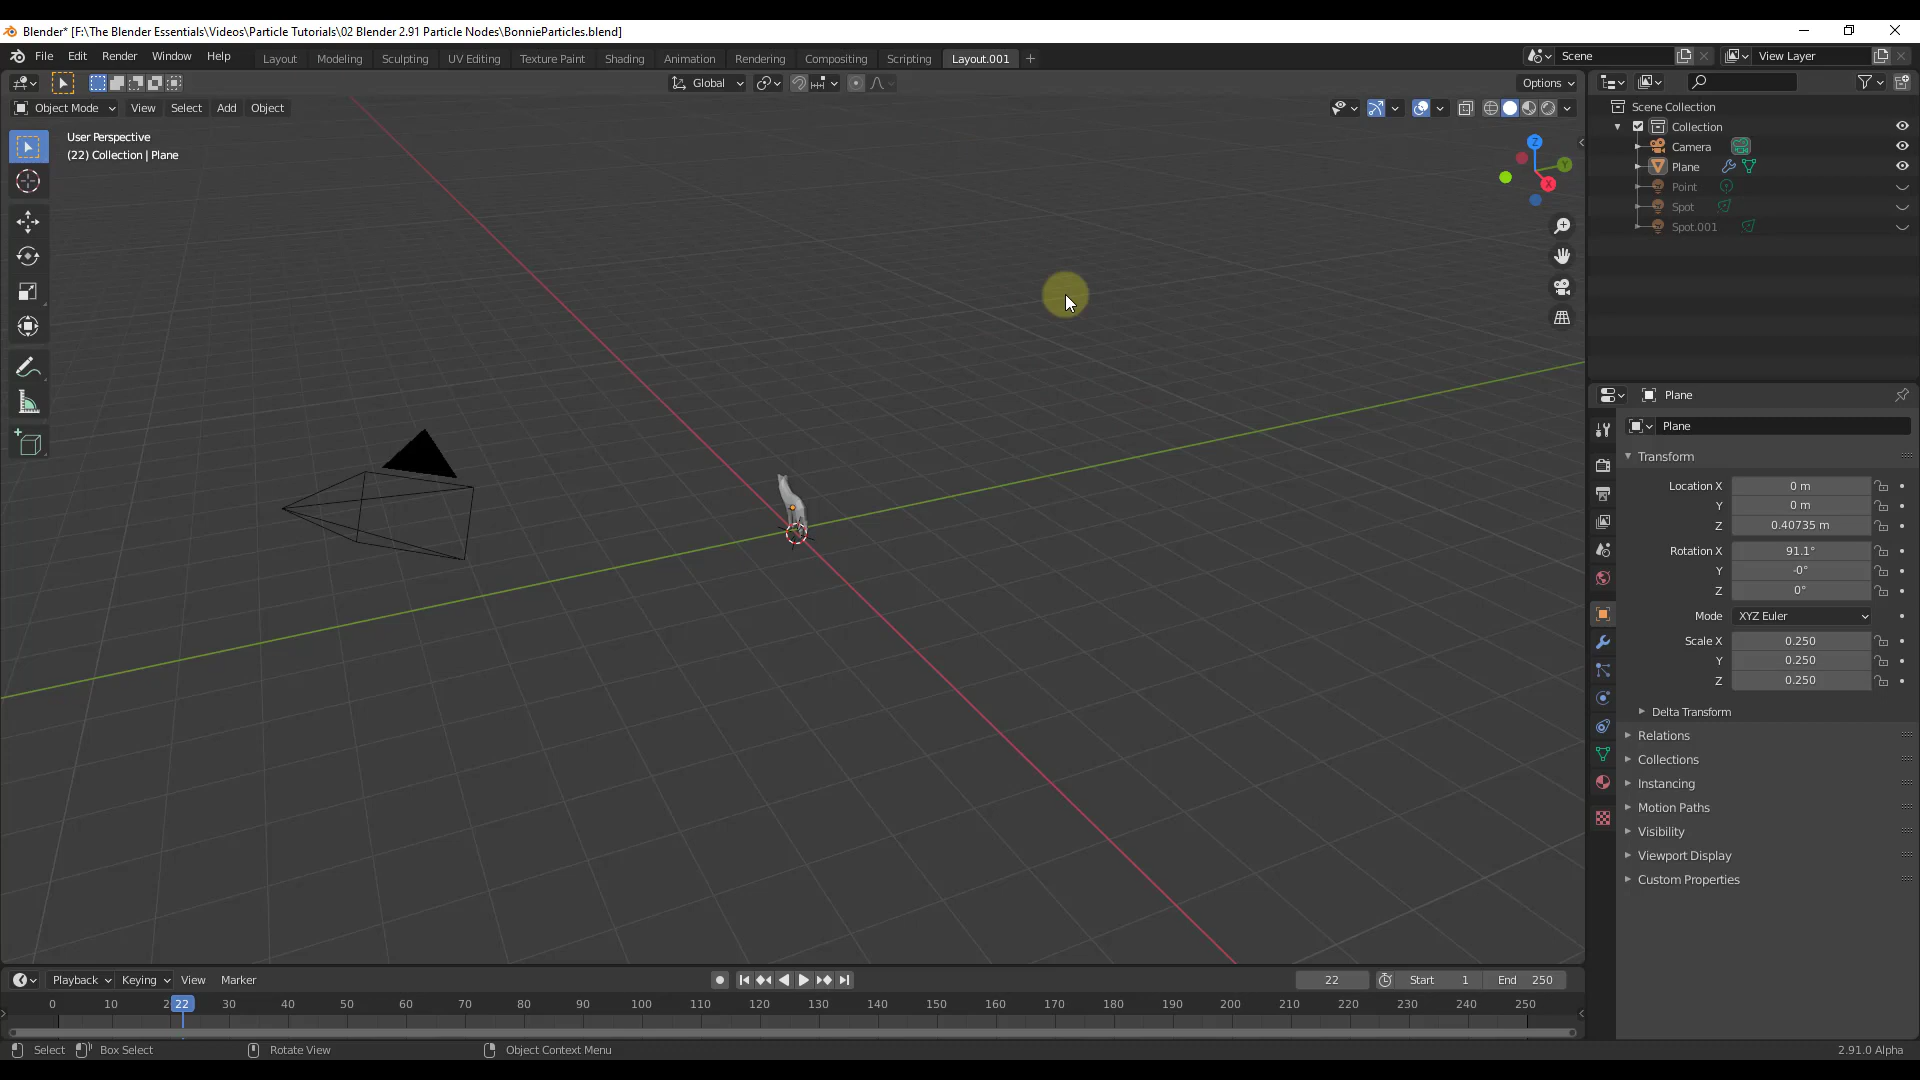 Blender* [F:\The Blender Essentials\Videos\Particle Tutorials\02 Blender 2.91 Particle Nodes\BonnieParticles.blend]
File Edit Render Window Help Layout Modeling Sculpting UV Editing Texture Paint Shading Animation Rendering Compositing Scripting Layout.001 + Scene View Layer
Global Options
Object Mode View Select Add Object
User Perspective
(22) Collection | Plane
Z
Y
X
Scene Collection
Collection
Camera
Plane
Point
Spot
Spot.001
Plane
Plane
Transform
Location X 0 m
Y 0 m
Z 0.40735 m
Rotation X 91.1°
Y -0°
Z 0°
Mode XYZ Euler
Scale X 0.250
Y 0.250
Z 0.250
Delta Transform
Relations
Collections
Instancing
Motion Paths
Visibility
Viewport Display
Custom Properties
Playback Keying View Marker 22 Start 1 End 250
0 10 2 22 30 40 50 60 70 80 90 100 110 120 130 140 150 160 170 180 190 200 210 220 230 240 250
Select Box Select Rotate View Object Context Menu 2.91.0 Alpha